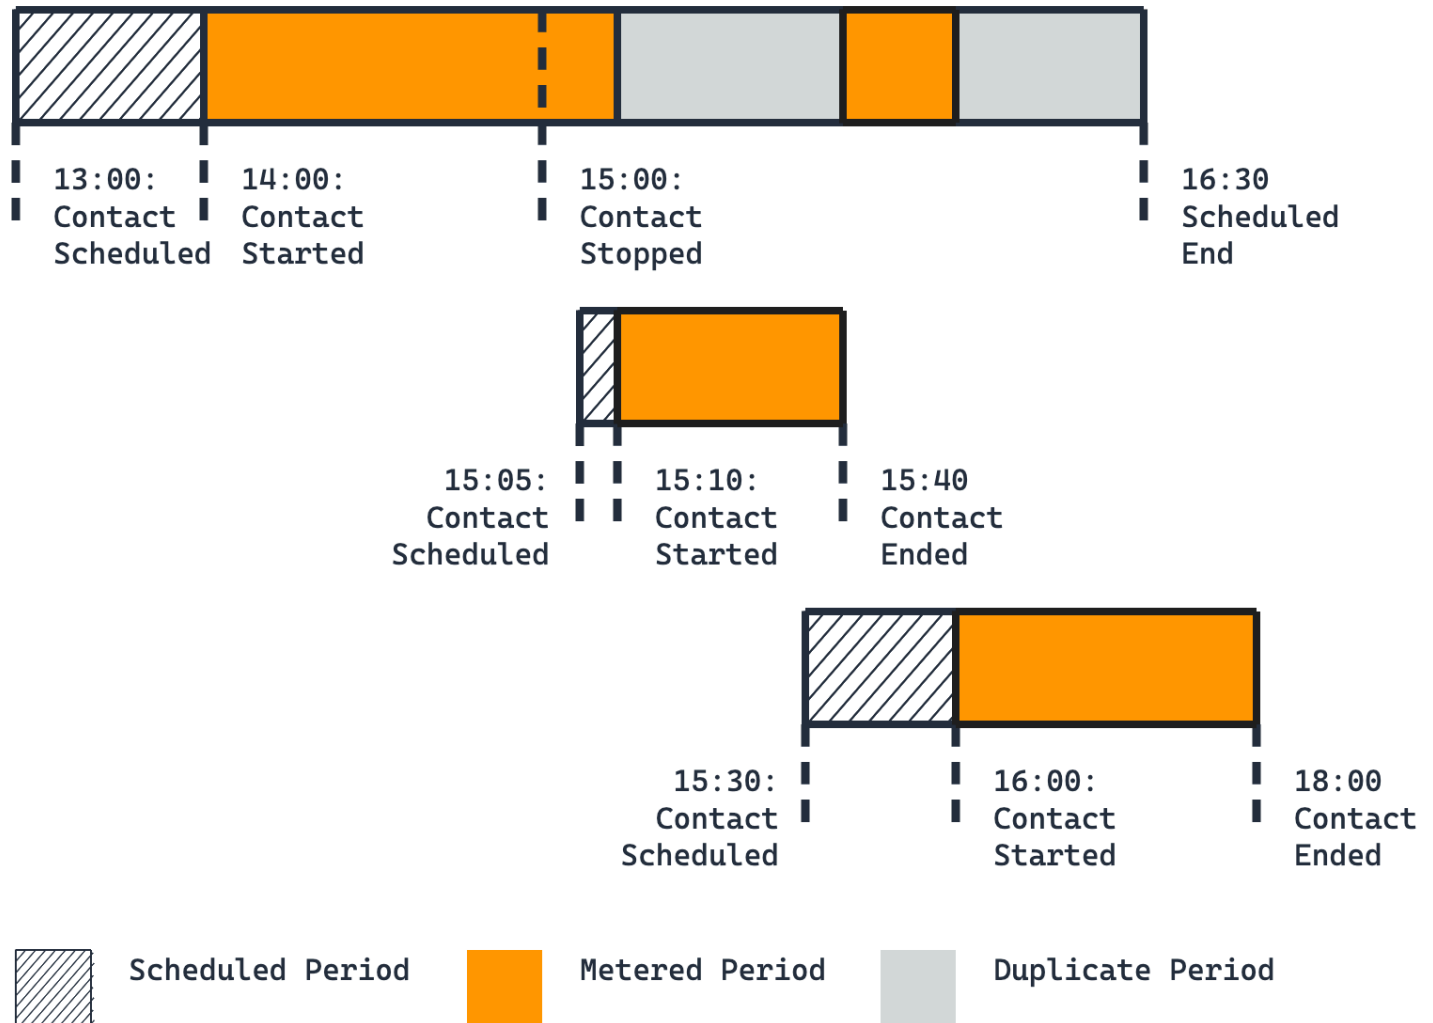 13:00:
Contact
Scheduled
14:00:
Contact
Started
15:00:
Contact
Stopped
16:30
Scheduled
End
15:05:
Contact
Scheduled
15:10:
Contact
Started
15:40
Contact
Ended
15:30:
Contact
Scheduled
16:00:
Contact
Started
18:00
Contact
Ended
Scheduled Period
Metered Period
Duplicate Period